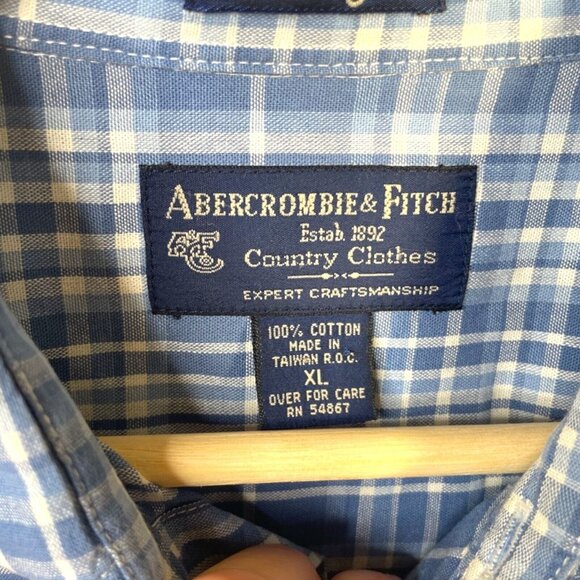 ABERCROMBIE & FITCH
Estab. 1892
Country Clothes
EXPERT CRAFTSMANSHIP
100% COTTON
MADE IN
TAIWAN R.O.C.
XL
OVER FOR CARE
RN 54867